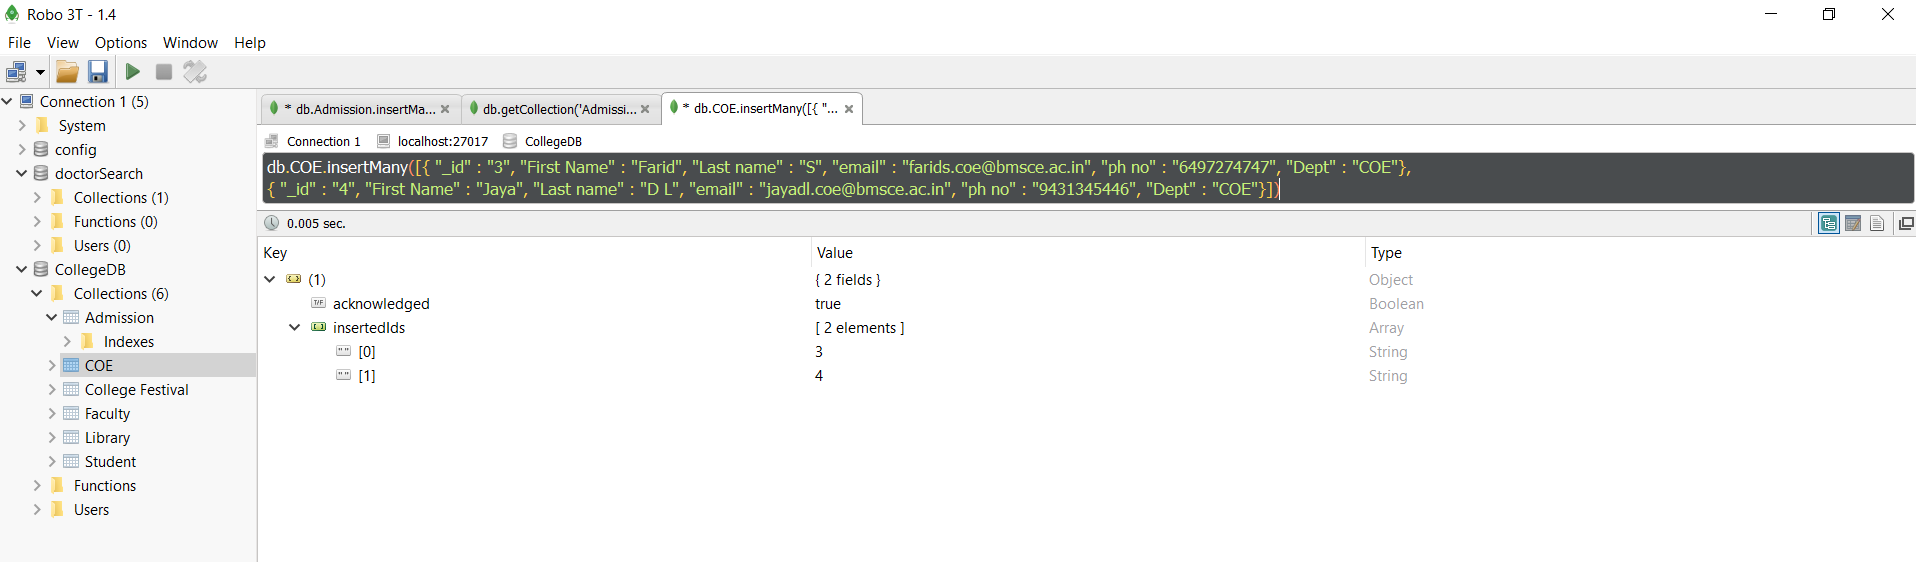 Robo 3T - 1.4
File View Options Window Help
Connection 1 (5)
System
config
doctorSearch
Collections (1)
Functions (0)
Users (0)
CollegeDB
Collections (6)
Admission
Indexes
COE
College Festival
Faculty
Library
Student
Functions
Users
* db.Admission.insertMa... db.getCollection('Admissi... * db.COE.insertMany([{ "...
Connection 1 localhost:27017 CollegeDB
db.COE.insertMany([{ "_id" : "3", "First Name" : "Farid", "Last name" : "S", "email" : "farids.coe@bmsce.ac.in", "ph no" : "6497274747", "Dept" : "COE"},
{ "_id" : "4", "First Name" : "Jaya", "Last name" : "D L", "email" : "jayadl.coe@bmsce.ac.in", "ph no" : "9431345446", "Dept" : "COE"}])
0.005 sec.
Key Value Type
(1) { 2 fields } Object
T/F acknowledged true Boolean
insertedIds [ 2 elements ] Array
" " [0] 3 String
" " [1] 4 String